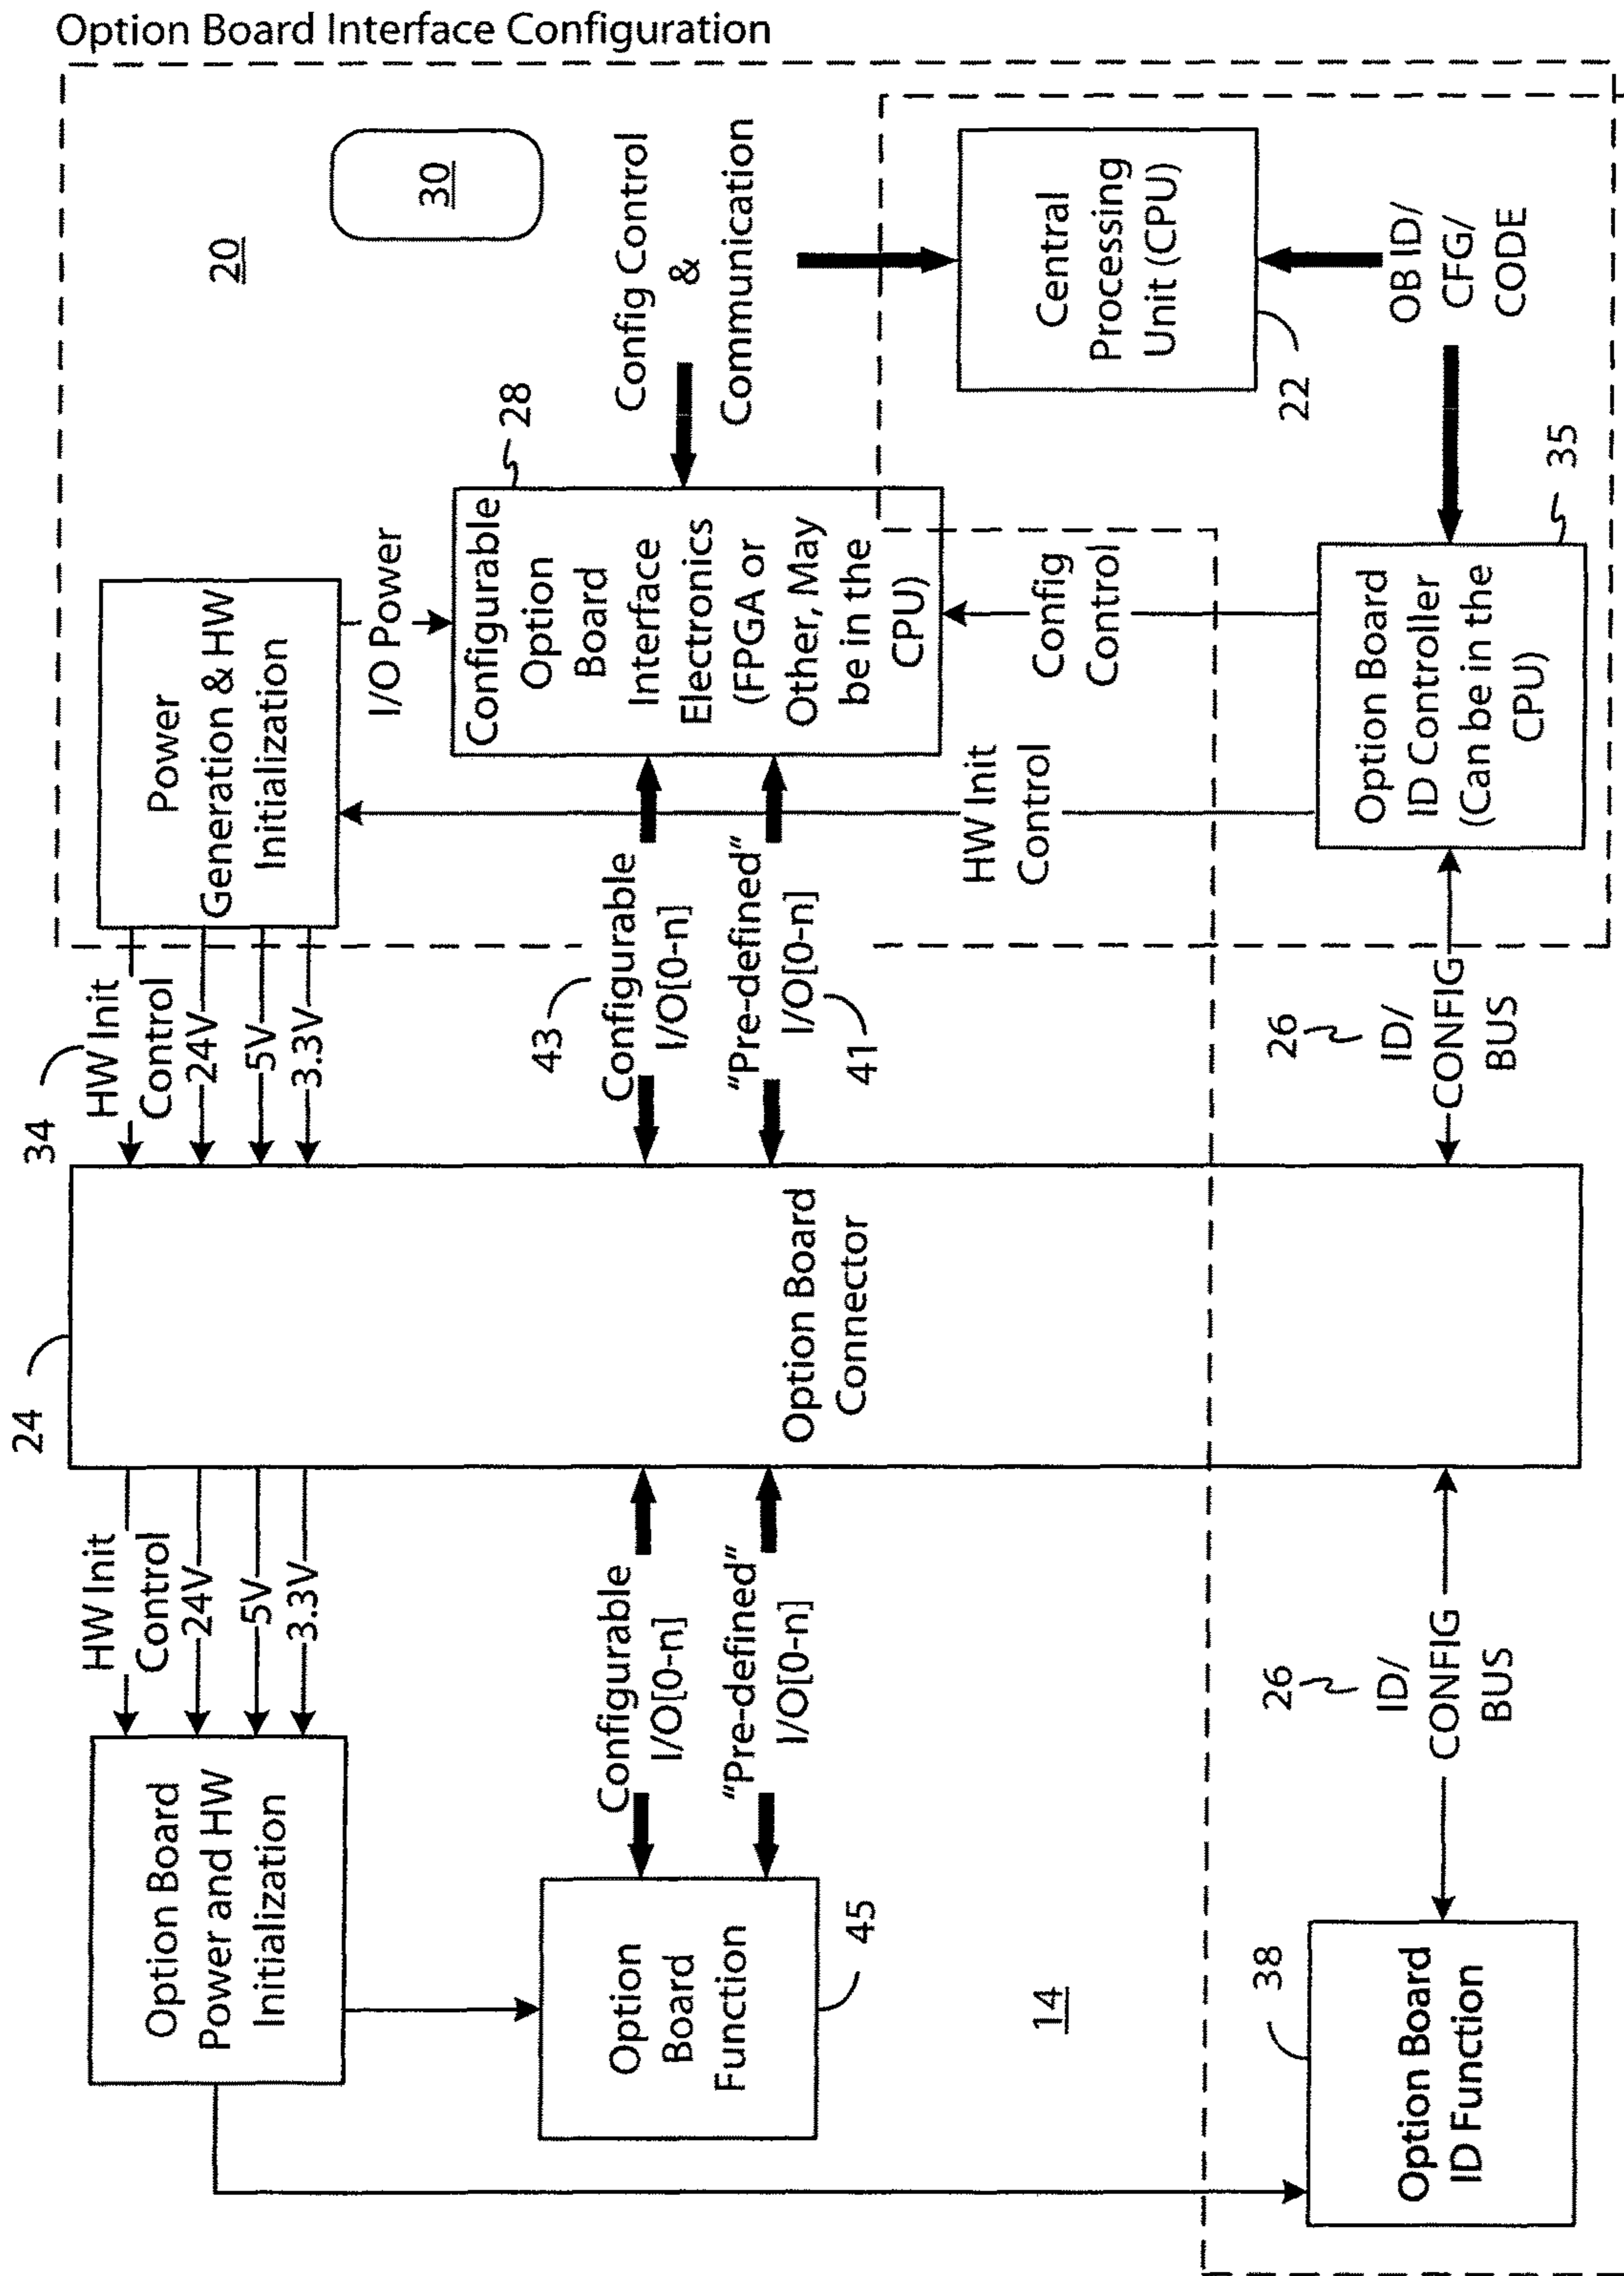 Option Board Interface Configuration
24
34
Option Board
Power and HW
Initialization
HW Init
Control
24V
5V
3.3V
HW Init
Control
24V
5V
3.3V
Power
Generation & HW
Initialization
20
30
I/O Power
Option
Board
Function
45
Configurable
I/O[0-n]
"Pre-defined"
I/O[0-n]
Option Board
Connector
43
Configurable
I/O[0-n]
"Pre-defined"
I/O[0-n]
41
28
Configurable
Option
Board
Interface
Electronics
(FPGA or
Other, May
be in the
CPU)
Config Control
&
Communication
14
HW Init
Control
Config
Control
Central
Processing
Unit (CPU)
22
38
Option Board
ID Function
26
ID/
CONFIG
BUS
26
ID/
CONFIG
BUS
Option Board
ID Controller
(Can be in the
CPU)
35
OB ID/
CFG/
CODE